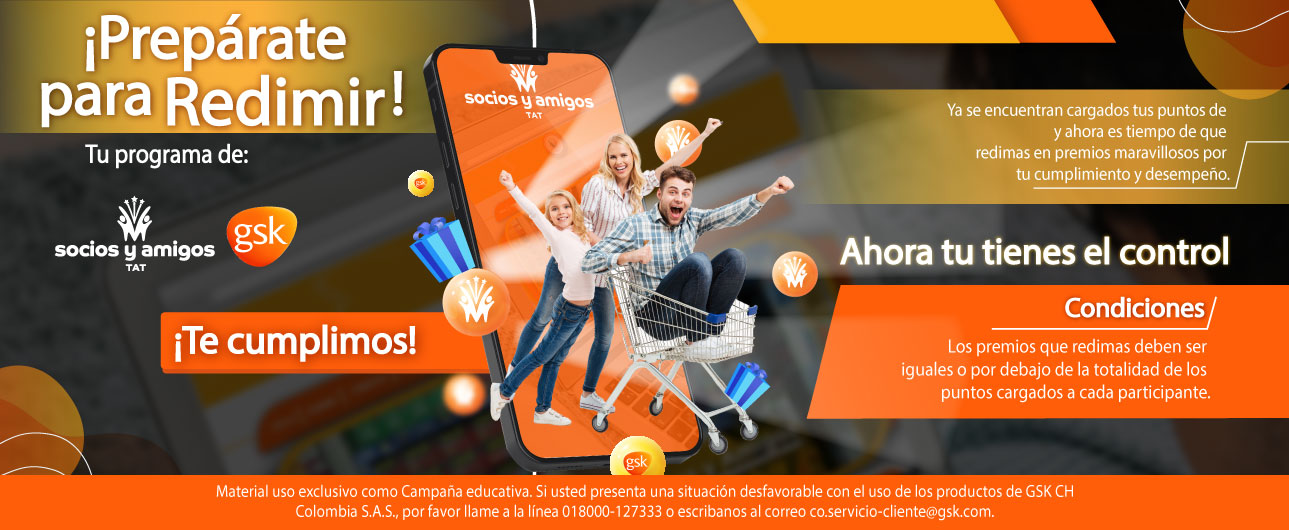 ¡Prepárate
para Redimir!
Tu programa de:
socios y amigos
TAT
gsk
¡Te cumplimos!
socios y amigos
TAT
gsk
gsk
Ya se encuentran cargados tus puntos de
y ahora es tiempo de que
redimas en premios maravillosos por
tu cumplimiento y desempeño.
Ahora tu tienes el control
Condiciones
Los premios que redimas deben ser
iguales o por debajo de la totalidad de los
puntos cargados a cada participante.
Material uso exclusivo como Campaña educativa. Si usted presenta una situación desfavorable con el uso de los productos de GSK CH
Colombia S.A.S., por favor llame a la línea 018000-127333 o escribanos al correo co.servicio-cliente@gsk.com.